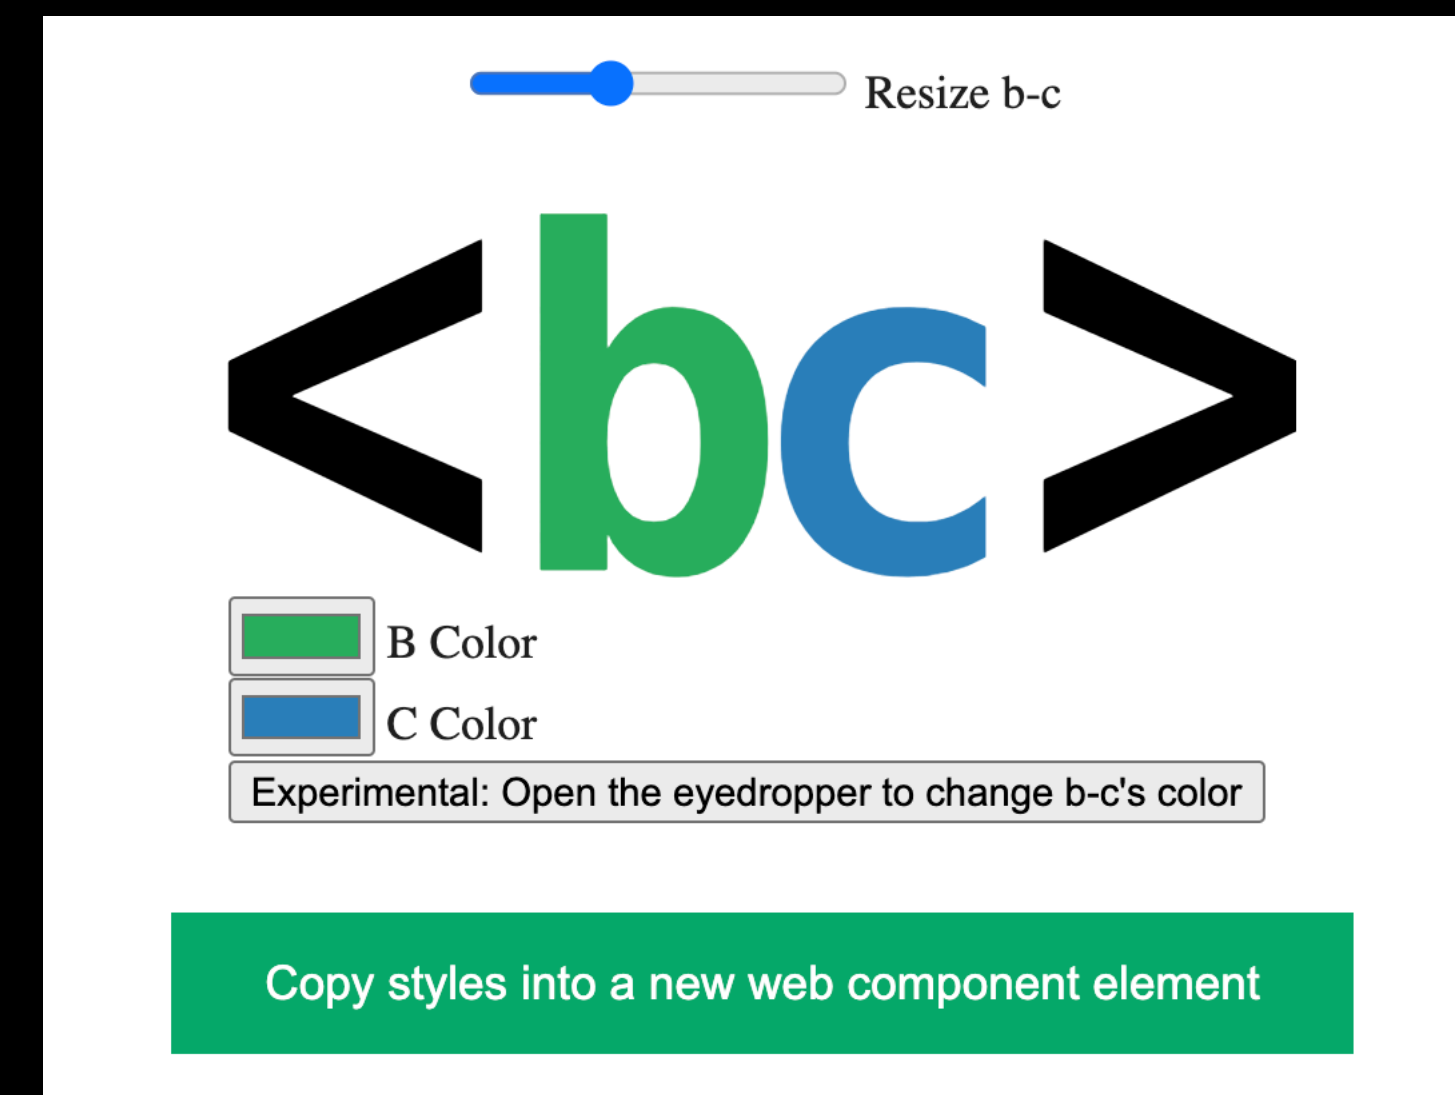 Resize b-c
<bc>
B Color
C Color
Experimental: Open the eyedropper to change b-c's color
Copy styles into a new web component element